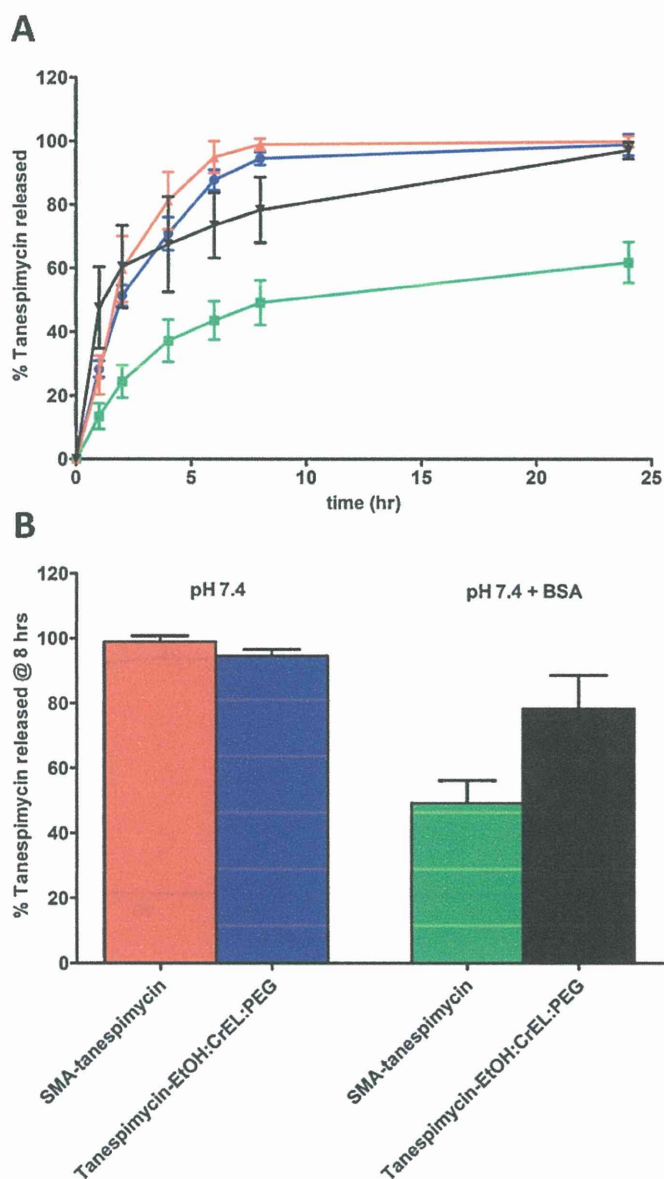 A
120
100
80
60
40
20
0
% Tanespimycin released
0 5 10 15 20 25
time (hr)
B
120
100
80
60
40
20
0
% Tanespimycin released @ 8 hrs
pH 7.4
pH 7.4 + BSA
SMA-tanespimycin
Tanespimycin-EtOH:CrEL:PEG
SMA-tanespimycin
Tanespimycin-EtOH:CrEL:PEG